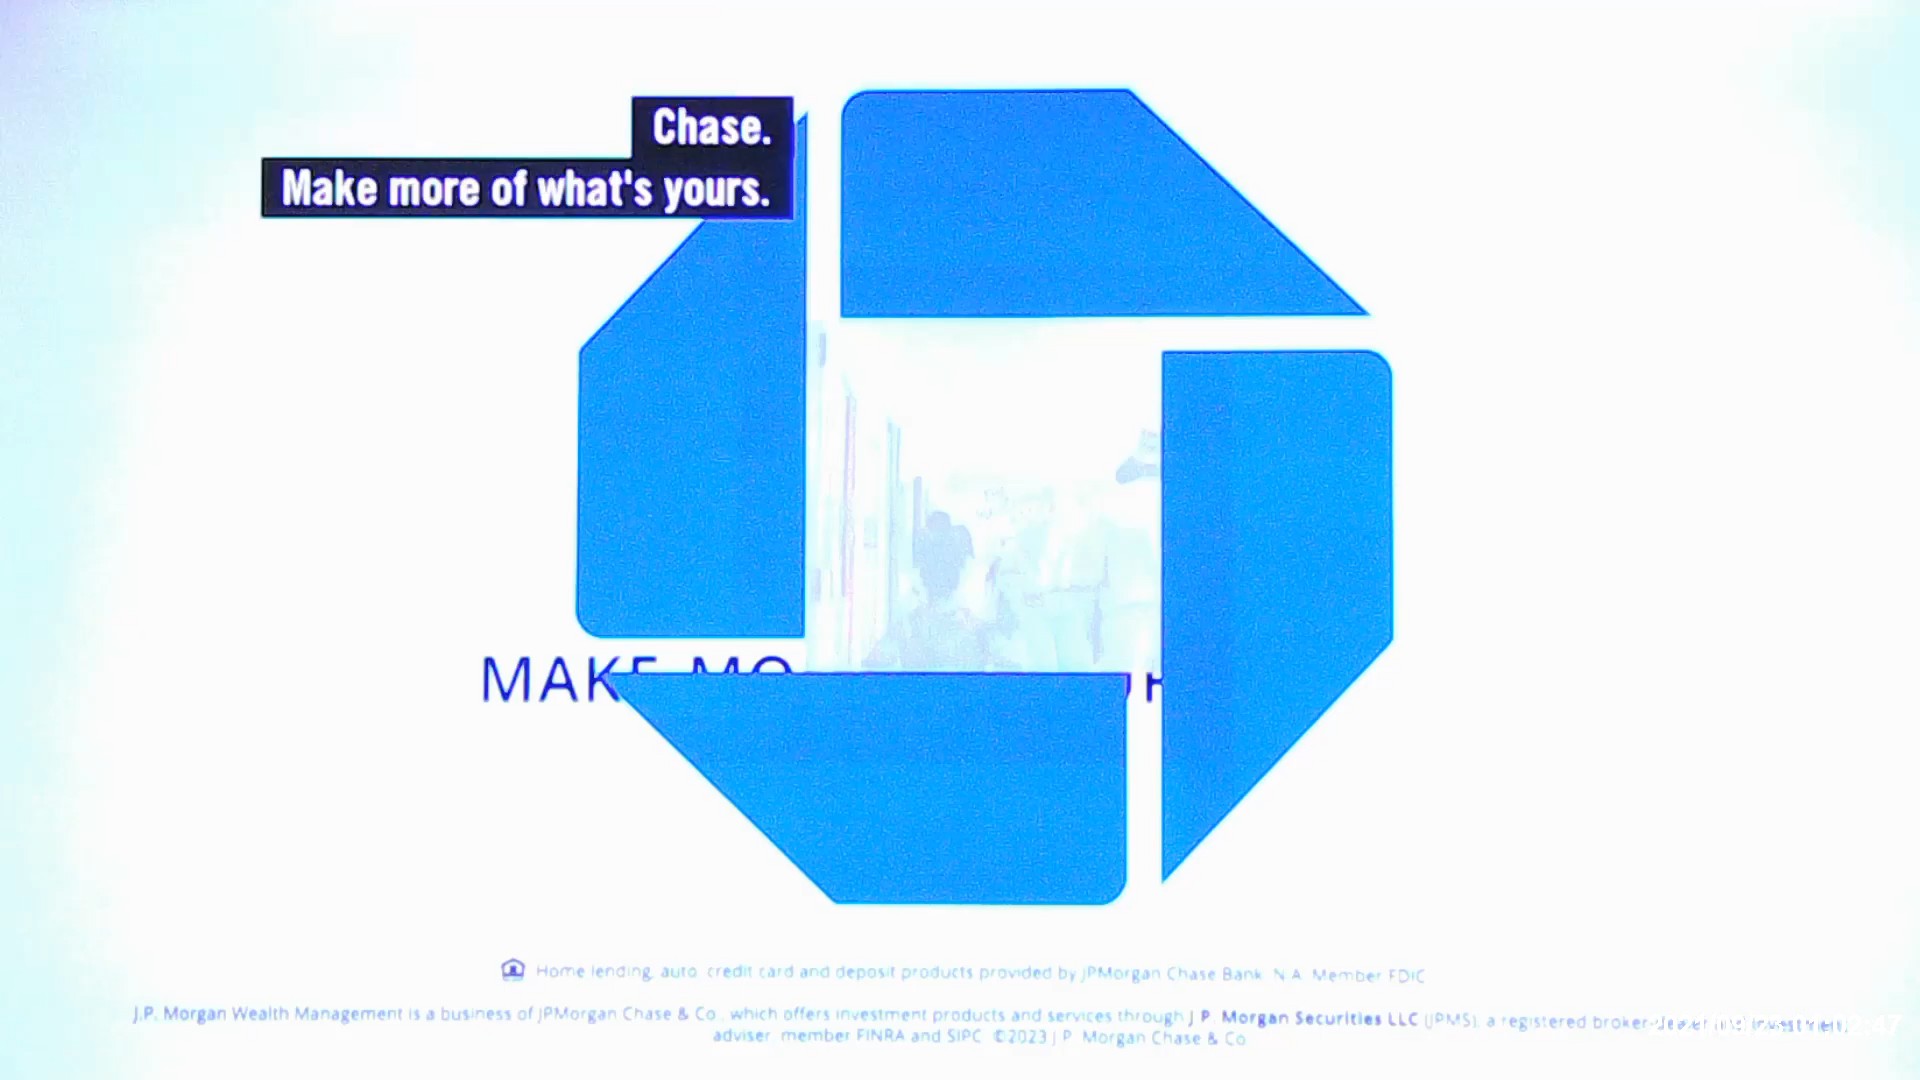 Chase.
Make more of what's yours.
MAKE MO
Home lending, auto, credit card and deposit products provided by JPMorgan Chase Bank, N.A. Member FDIC
J.P. Morgan Wealth Management is a business of JPMorgan Chase & Co., which offers investment products and services through J.P. Morgan Securities LLC (JPMS), a registered broker-dealer and investment
adviser, member FINRA and SIPC. ©2023 J.P. Morgan Chase & Co.